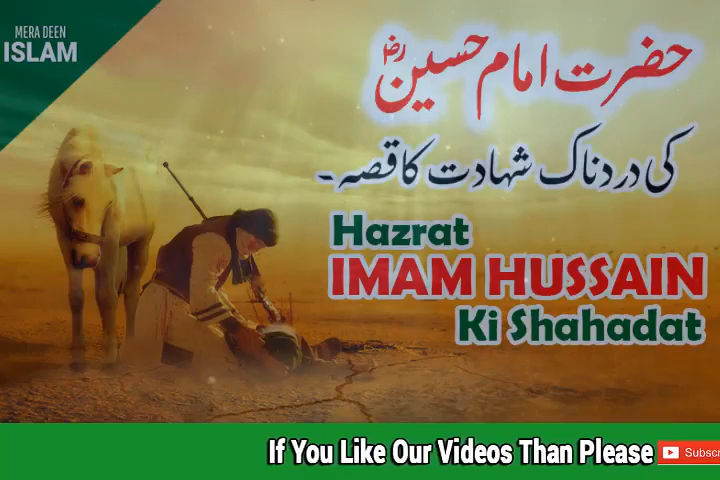 MERA DEEN
ISLAM
حضرت امام حسین رض
کی دردناک شہادت کا قصہ۔
Hazrat
IMAM HUSSAIN
Ki Shahadat
If You Like Our Videos Than Please